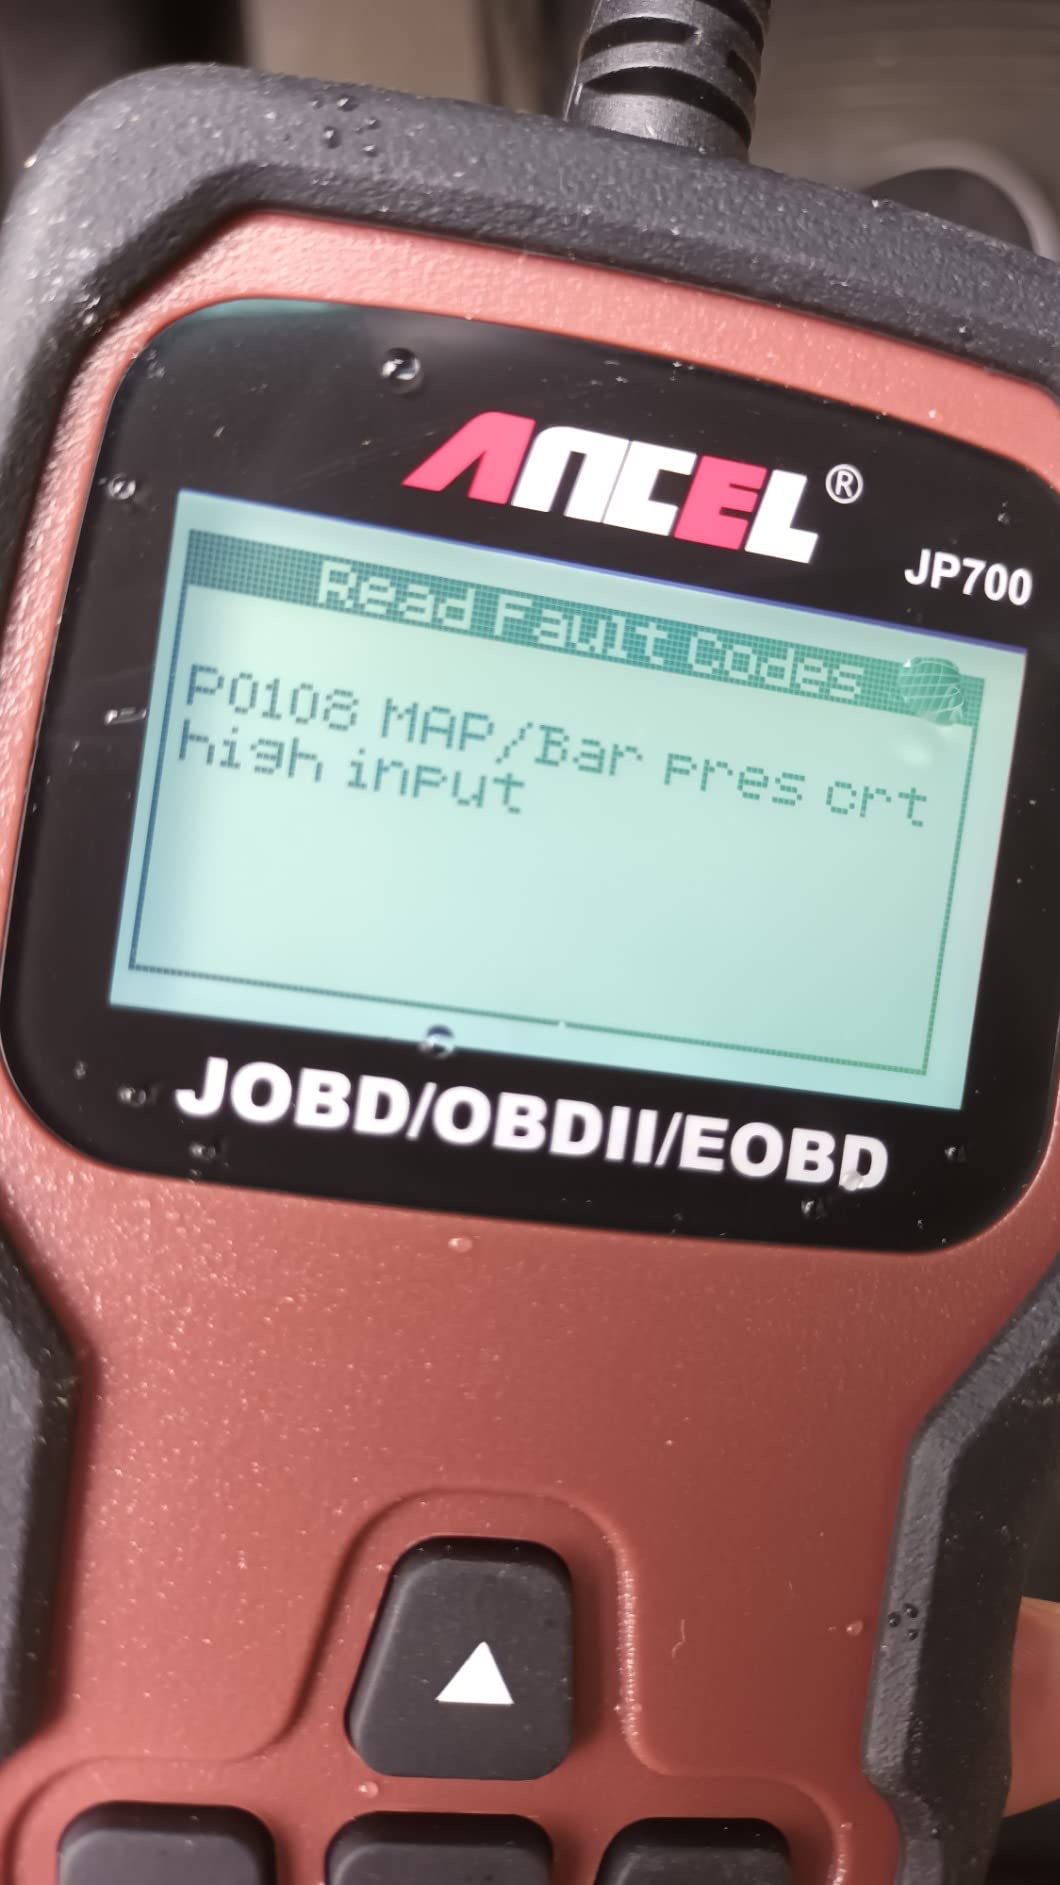 ANCEL®
JP700
Read Fault Codes
P0108 MAP/Bar pres crt
high input
JOBD/OBDII/EOBD